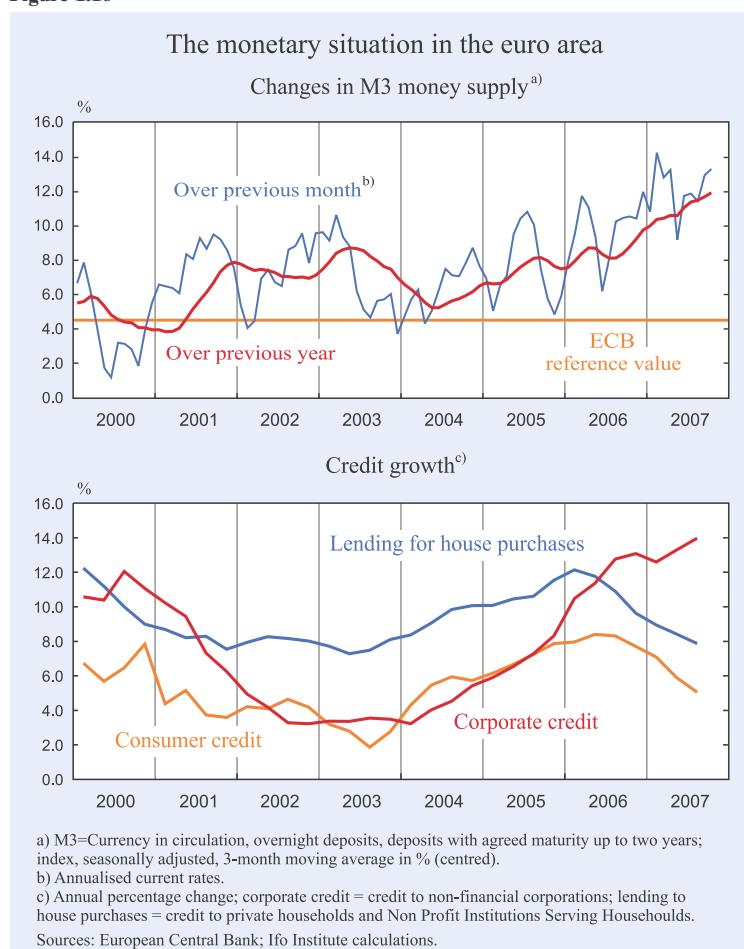 The monetary situation in the euro area
Changes in M3 money supply a)
%
16.0
14.0
12.0
10.0
8.0
6.0
4.0
2.0
0.0
Over previous month b)
Over previous year
ECB
reference value
2000 2001 2002 2003 2004 2005 2006 2007
Credit growth c)
%
16.0
14.0
12.0
10.0
8.0
6.0
4.0
2.0
0.0
Lending for house purchases
Consumer credit
Corporate credit
2000 2001 2002 2003 2004 2005 2006 2007
a) M3=Currency in circulation, overnight deposits, deposits with agreed maturity up to two years;
index, seasonally adjusted, 3-month moving average in % (centred).
b) Annualised current rates.
c) Annual percentage change; corporate credit = credit to non-financial corporations; lending to
house purchases = credit to private households and Non Profit Institutions Serving Househoulds.
Sources: European Central Bank; Ifo Institute calculations.